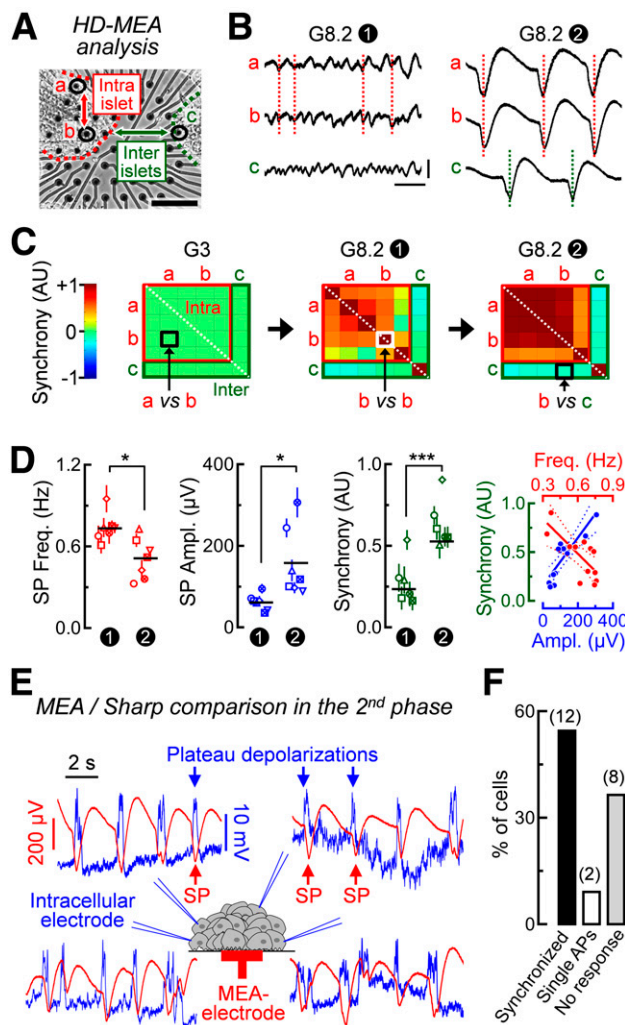 A HD-MEA analysis
a
b
c
Intra islet
Inter islets
B G8.2 1 G8.2 2
a a
b b
c c
C G3 G8.2 1 G8.2 2
a b c a b c a b c
Synchrony (AU)
+1
0
-1
a
b
c
Intra
Inter
a
b
c
a
b
c
a vs b
b vs b
b vs c
D
SP Freq. (Hz)
1.2
0.6
0.0
*
1 2
SP Ampl. (µV)
400
200
0
*
1 2
Synchrony (AU)
1.0
0.5
0.0
***
1 2
Freq. (Hz)
0.3 0.6 0.9
Synchrony (AU)
1.0
0.5
0.0
0 200 400
Ampl. (µV)
E MEA / Sharp comparison in the 2nd phase
2 s
Plateau depolarizations
200 µV
10 mV
SP
SP SP
Intracellular electrode
MEA-electrode
F
% of cells
60
30
0
(12)
(2)
(8)
Synchronized
Single APs
No response